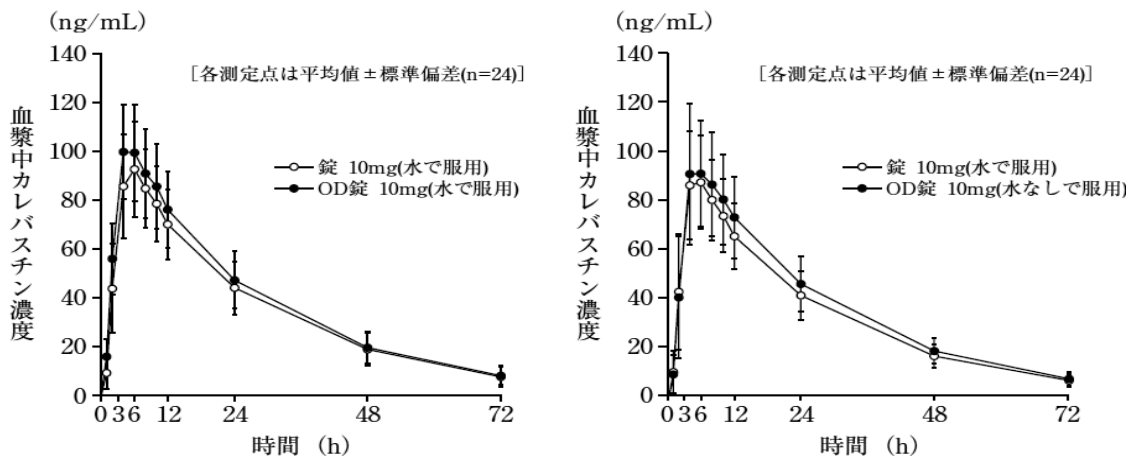 (ng/mL)
140
120
100
80
60
40
20
0
血漿中カレバスチン濃度
[各測定点は平均値±標準偏差(n=24)]
錠 10mg(水で服用)
OD錠 10mg(水で服用)
0 3 6 12 24 48 72
時間 (h)
(ng/mL)
140
120
100
80
60
40
20
0
血漿中カレバスチン濃度
[各測定点は平均値±標準偏差(n=24)]
錠 10mg(水で服用)
OD錠 10mg(水なしで服用)
0 3 6 12 24 48 72
時間 (h)